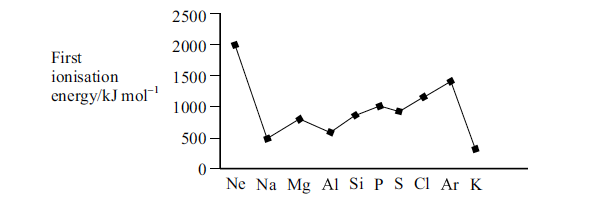 2500
2000
1500
1000
500
0
First
ionisation
energy/kJ mol⁻¹
Ne Na Mg Al Si P S Cl Ar K